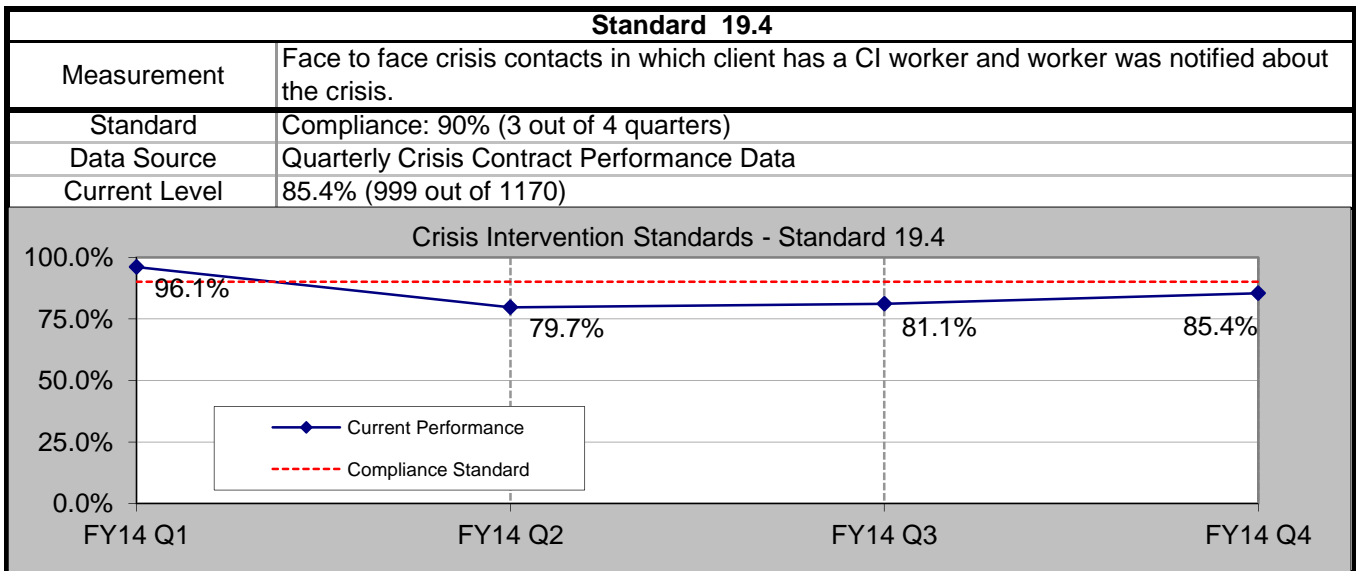 Standard 19.4
Measurement
Face to face crisis contacts in which client has a CI worker and worker was notified about
the crisis.
Standard
Compliance: 90% (3 out of 4 quarters)
Data Source
Quarterly Crisis Contract Performance Data
Current Level
85.4% (999 out of 1170)
Crisis Intervention Standards - Standard 19.4
100.0%
75.0%
50.0%
25.0%
0.0%
96.1%
79.7%
81.1%
85.4%
Current Performance
Compliance Standard
FY14 Q1
FY14 Q2
FY14 Q3
FY14 Q4